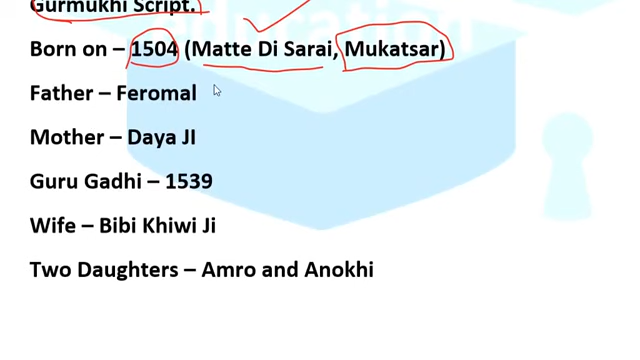 Gurmukhi Script.
Born on – 1504 (Matte Di Sarai, Mukatsar)
Father – Feromal
Mother – Daya JI
Guru Gadhi – 1539
Wife – Bibi Khiwi Ji
Two Daughters – Amro and Anokhi
education